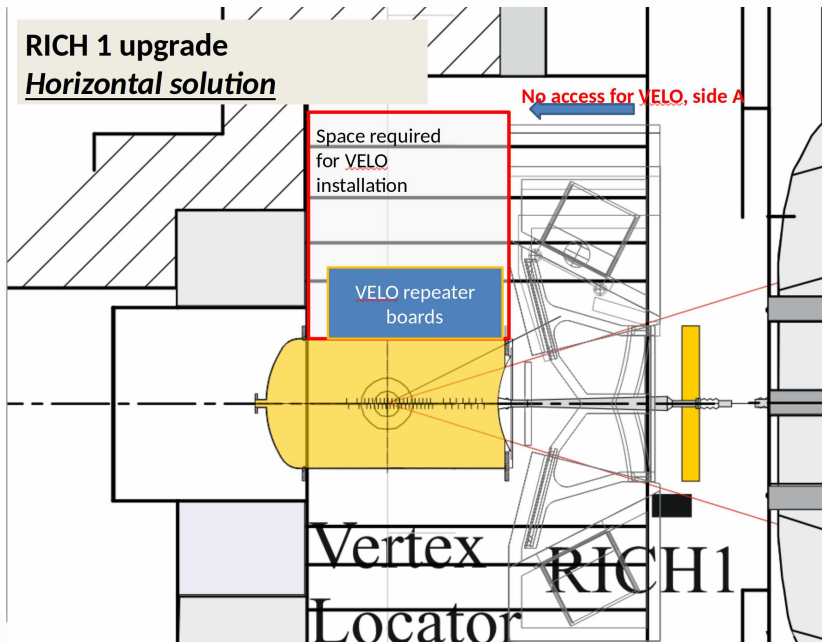 RICH 1 upgrade
Horizontal solution
No access for VELO, side A
Space required
for VELO
installation
VELO repeater
boards
Vertex
Locator
RICH1